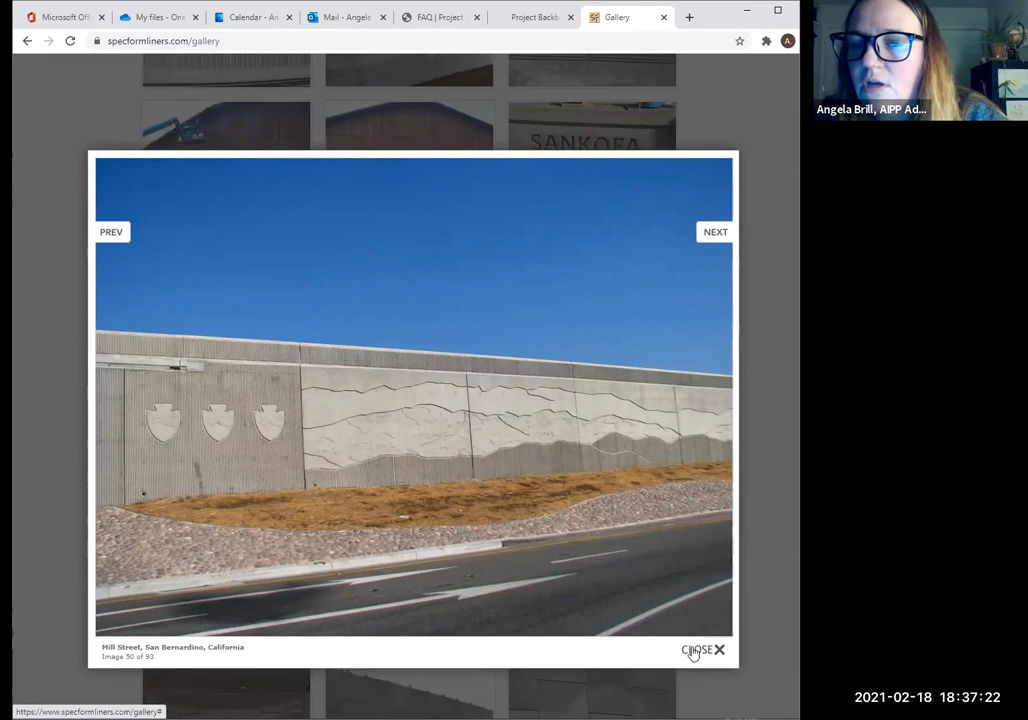 Microsoft Offi
My files - One
Calendar - An
Mail - Angela
FAQ | Project
Project Backb
Gallery
specformliners.com/gallery
A
Angela Brill, AIPP Ad...
SANKOFA
PREV
NEXT
Mill Street, San Bernardino, California
Image 50 of 93
CLOSE
https://www.specformliners.com/gallery#
2021-02-18 18:37:22